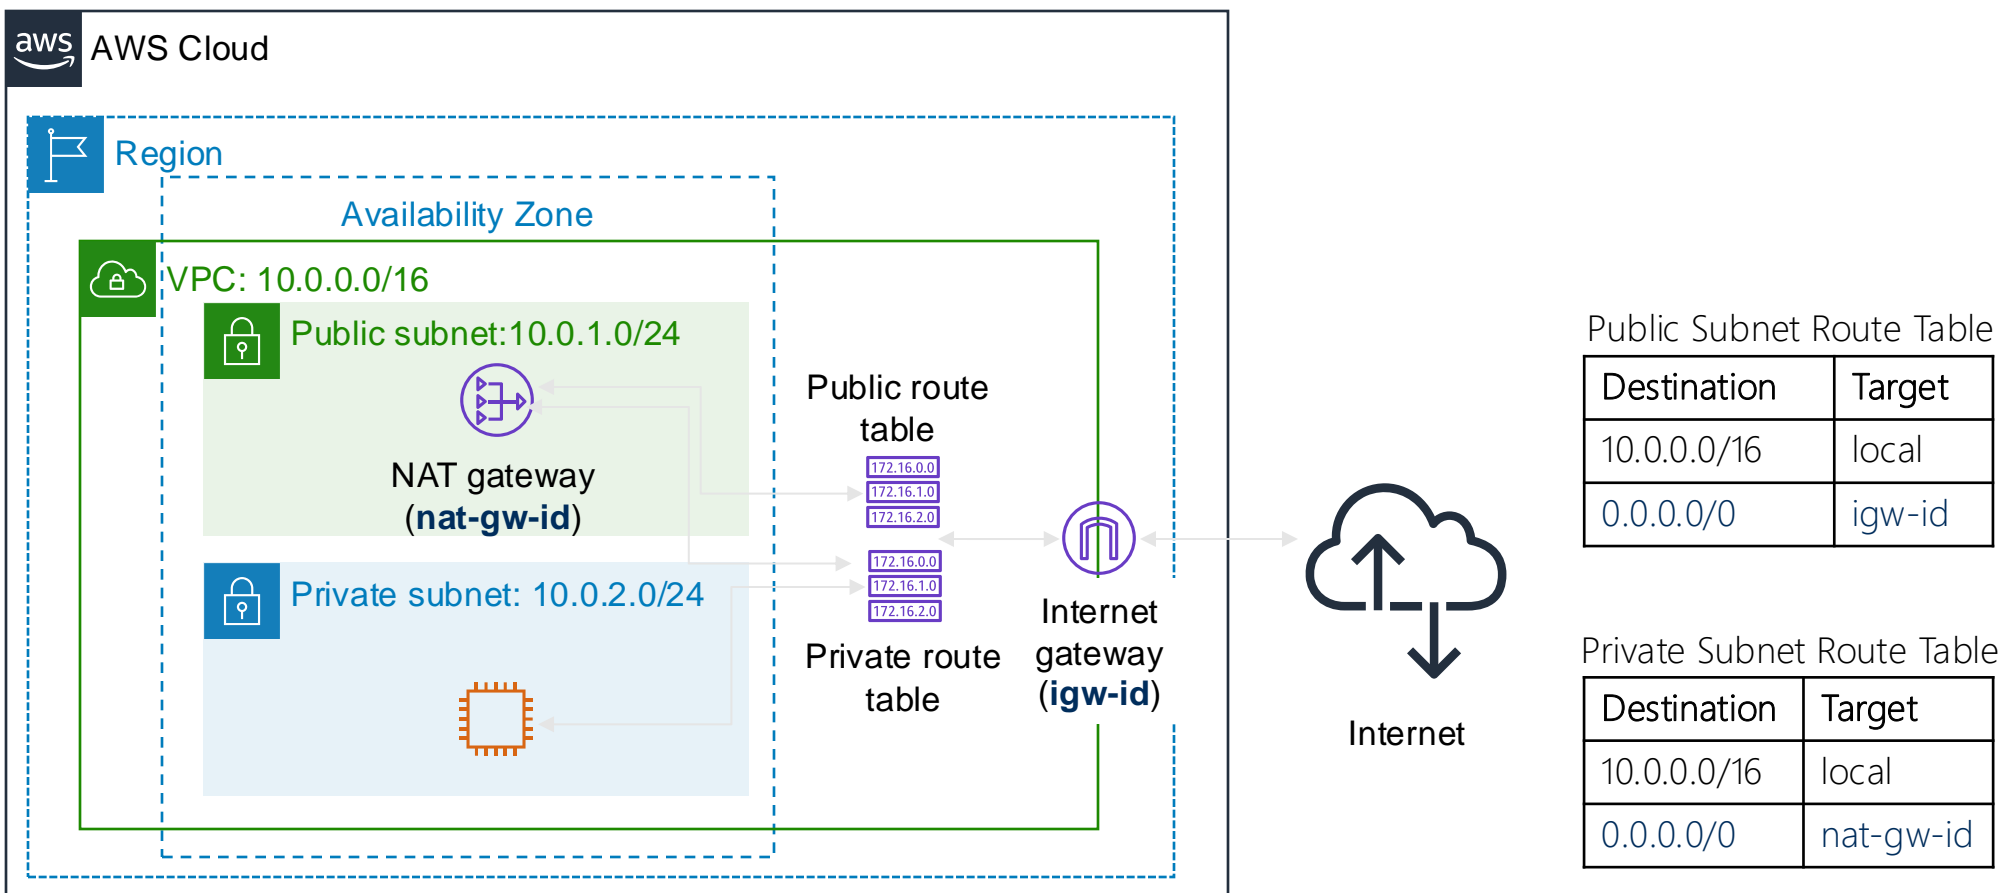 aws
AWS Cloud
Region
Availability Zone
VPC: 10.0.0.0/16
Public subnet:10.0.1.0/24
NAT gateway
(nat-gw-id)
Private subnet: 10.0.2.0/24
Public route
table
172.16.0.0
172.16.1.0
172.16.2.0
172.16.0.0
172.16.1.0
172.16.2.0
Private route
table
Internet
gateway
(igw-id)
Internet
Public Subnet Route Table
Destination Target
10.0.0.0/16 local
0.0.0.0/0 igw-id
Private Subnet Route Table
Destination Target
10.0.0.0/16 local
0.0.0.0/0 nat-gw-id